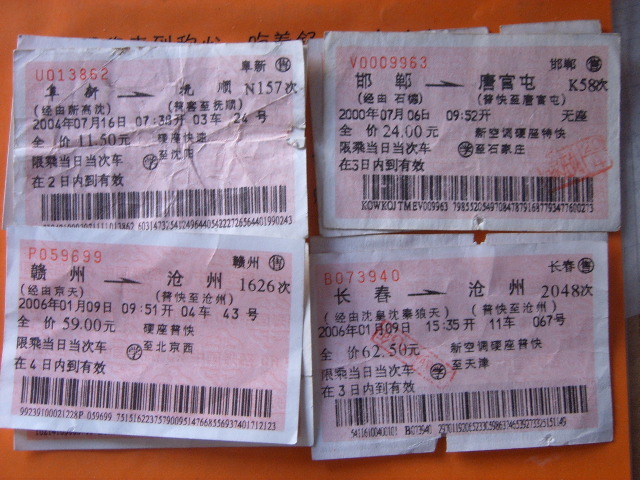 U013862 阜新 售
阜 新 → 抚 顺 N157次
(经由新高沈) (普客至抚顺)
2004年07月16日 07:38开 03车 24号
全 价 11.50元 硬座快速
限乘当日当次车 学 至沈阳
在2日内到有效
V0009963 邯郸 售
邯 郸 → 唐官屯 K58次
(经由 石德) (普快至唐官屯)
2000年07月06日 09:52开 无座
全 价 24.00元 新空调硬座特快
限乘当日当次车 学 至石家庄
在3日内到有效
P059699 赣州 售
赣 州 → 沧 州 1626次
(经由京天) (普快至沧州)
2006年01月09日 09:51开 04车 43号
全 价 59.00元 硬座普快
限乘当日当次车 学 至北京西
在4日内到有效
B073940 长春 售
长 春 → 沧 州 2048次
(经由沈皇沈秦狼天) (普快至沧州)
2006年01月09日 15:35开 11车 067号
全 价 62.50元 新空调硬座普快
限乘当日当次车 学 至天津
在3日内到有效